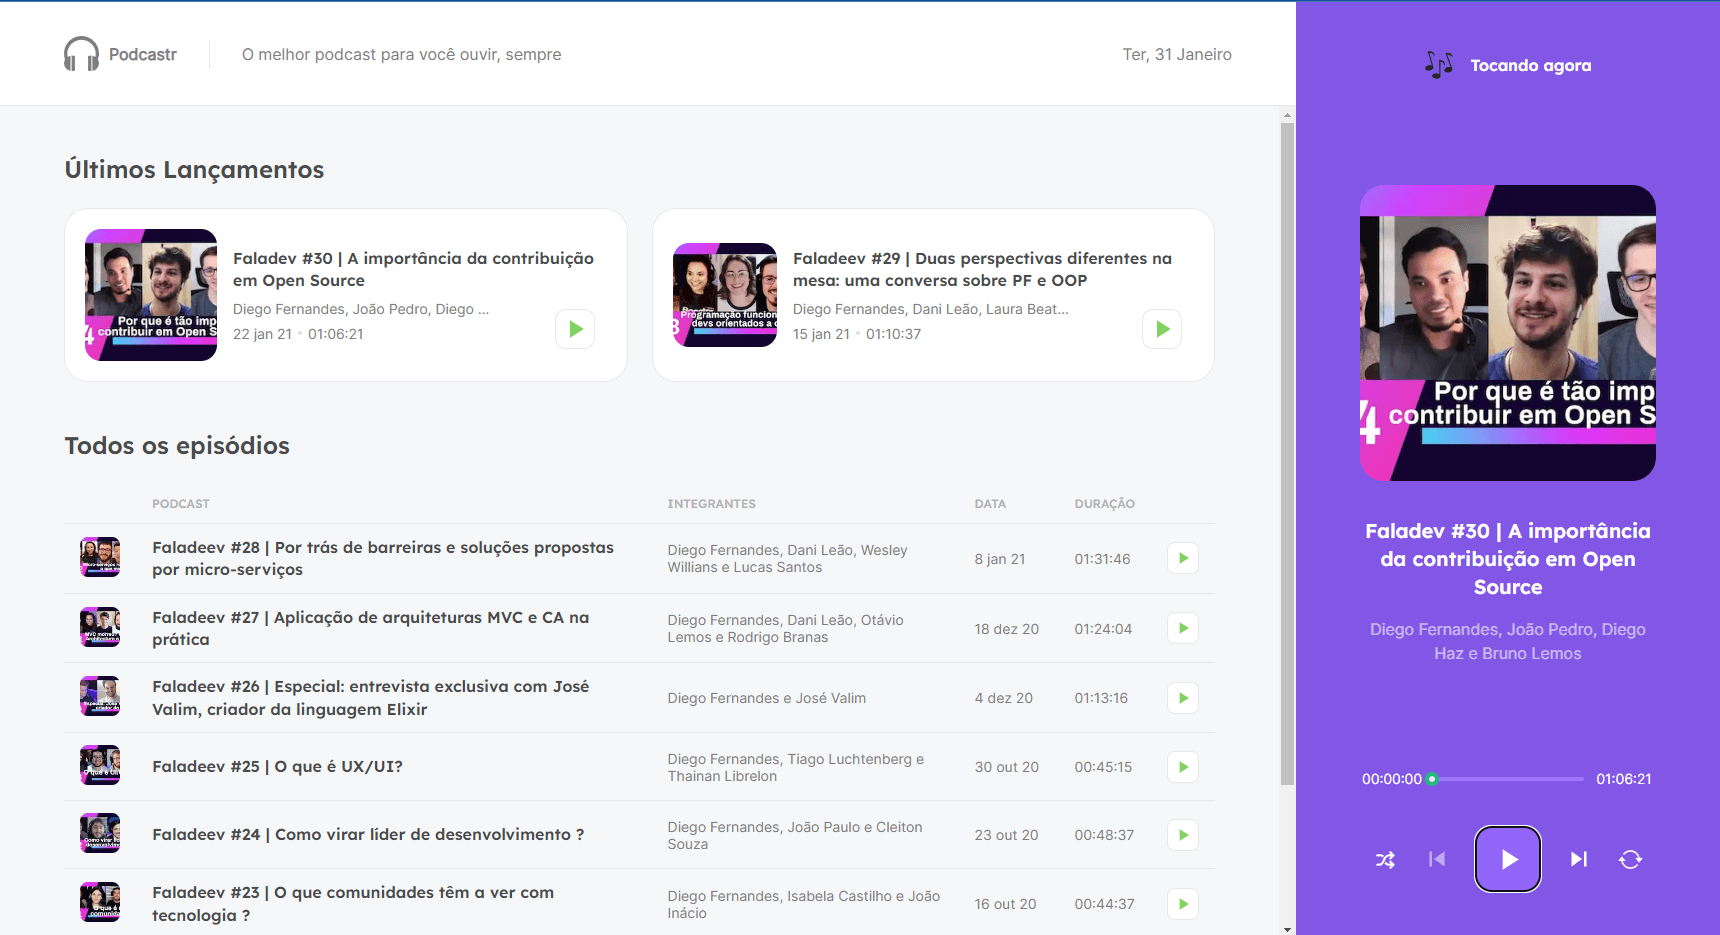 Podcastr
O melhor podcast para você ouvir, sempre
Ter, 31 Janeiro
Últimos Lançamentos
Por que é tão imp
4 contribuir em Open S
Faladev #30 | A importância da contribuição
em Open Source
Diego Fernandes, João Pedro, Diego ...
22 jan 21 • 01:06:21
Programação funcion
devs orientados a
Faladeev #29 | Duas perspectivas diferentes na
mesa: uma conversa sobre PF e OOP
Diego Fernandes, Dani Leão, Laura Beat...
15 jan 21 • 01:10:37
Todos os episódios
PODCAST INTEGRANTES DATA DURAÇÃO
Faladeev #28 | Por trás de barreiras e soluções propostas
por micro-serviços
Diego Fernandes, Dani Leão, Wesley
Willians e Lucas Santos
8 jan 21
01:31:46
Faladeev #27 | Aplicação de arquiteturas MVC e CA na
prática
Diego Fernandes, Dani Leão, Otávio
Lemos e Rodrigo Branas
18 dez 20
01:24:04
Faladeev #26 | Especial: entrevista exclusiva com José
Valim, criador da linguagem Elixir
Diego Fernandes e José Valim
4 dez 20
01:13:16
Faladeev #25 | O que é UX/UI?
Diego Fernandes, Tiago Luchtenberg e
Thainan Librelon
30 out 20
00:45:15
Faladeev #24 | Como virar líder de desenvolvimento ?
Diego Fernandes, João Paulo e Cleiton
Souza
23 out 20
00:48:37
Faladeev #23 | O que comunidades têm a ver com
tecnologia ?
Diego Fernandes, Isabela Castilho e João
Inácio
16 out 20
00:44:37
Tocando agora
Por que é tão imp
4 contribuir em Open S
Faladev #30 | A importância
da contribuição em Open
Source
Diego Fernandes, João Pedro, Diego
Haz e Bruno Lemos
00:00:00
01:06:21